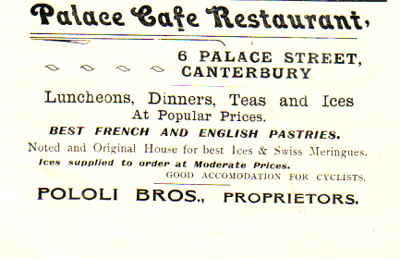 Palace Cafe Restaurant,
6 PALACE STREET,
CANTERBURY
Luncheons, Dinners, Teas and Ices
At Popular Prices.
BEST FRENCH AND ENGLISH PASTRIES.
Noted and Original House for best Ices & Swiss Meringues.
Ices supplied to order at Moderate Prices.
GOOD ACCOMODATION FOR CYCLISTS.
POLOLI BROS., PROPRIETORS.